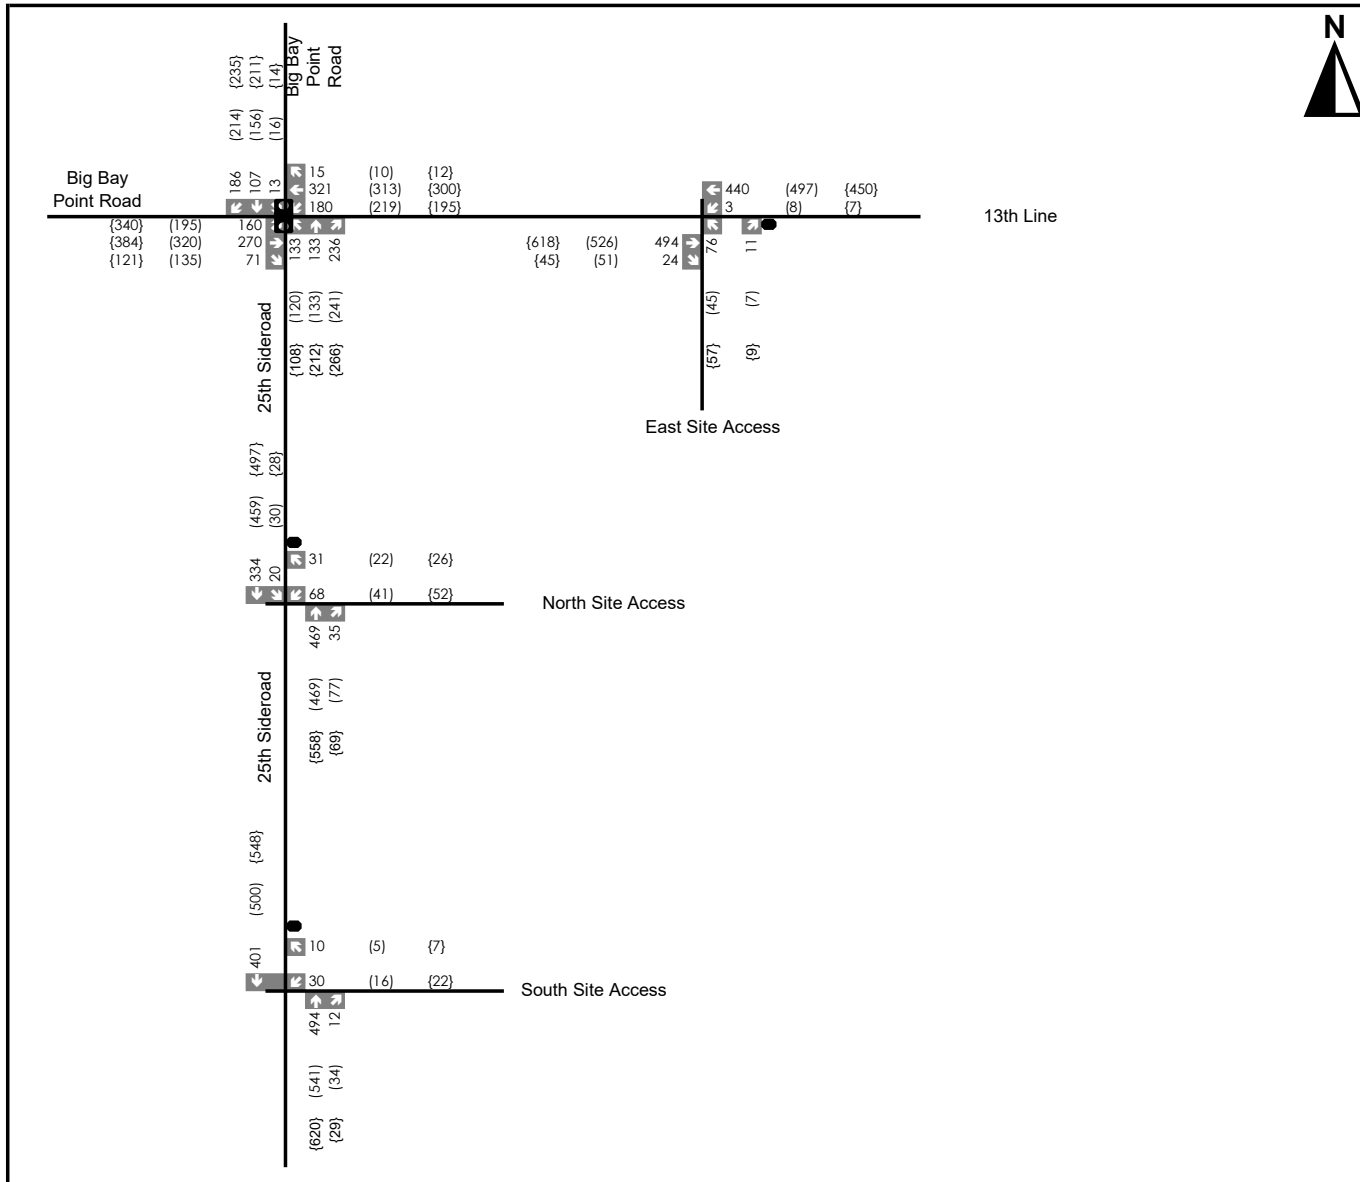 N
Big Bay
Point
Road
{235} {211} {14}
(214) (156) (16)
186 107 13
Big Bay
Point Road
15 (10) {12}
321 (313) {300}
180 (219) {195}
{340} (195) 160
{384} (320) 270
{121} (135) 71
133 133 236
(120) (133) (241)
{108} {212} {266}
440 (497) {450}
3 (8) {7}
13th Line
{618} (526) 494
{45} (51) 24
76 11
(45) (7)
{57} {9}
East Site Access
25th Sideroad
{497} {28}
(459) (30)
334 20
31 (22) {26}
68 (41) {52}
North Site Access
469 35
(469) (77)
{558} {69}
25th Sideroad
{548}
(500)
401
10 (5) {7}
30 (16) {22}
South Site Access
494 12
(541) (34)
{620} {29}